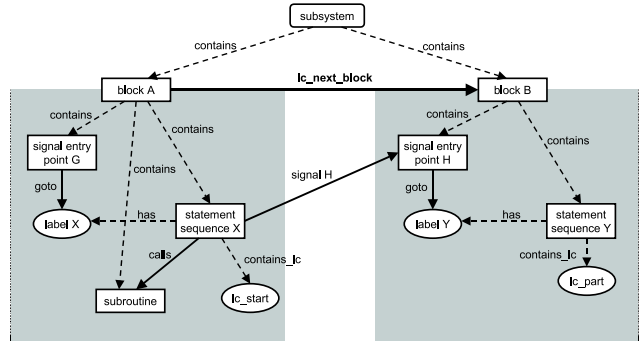 subsystem
contains
contains
lc_next_block
block A
block B
contains
contains
contains
contains
contains
signal entry
point G
signal entry
point H
signal H
goto
goto
label X
has
statement
sequence X
label Y
has
statement
sequence Y
calls
contains_lc
contains_lc
subroutine
lc_start
lc_part